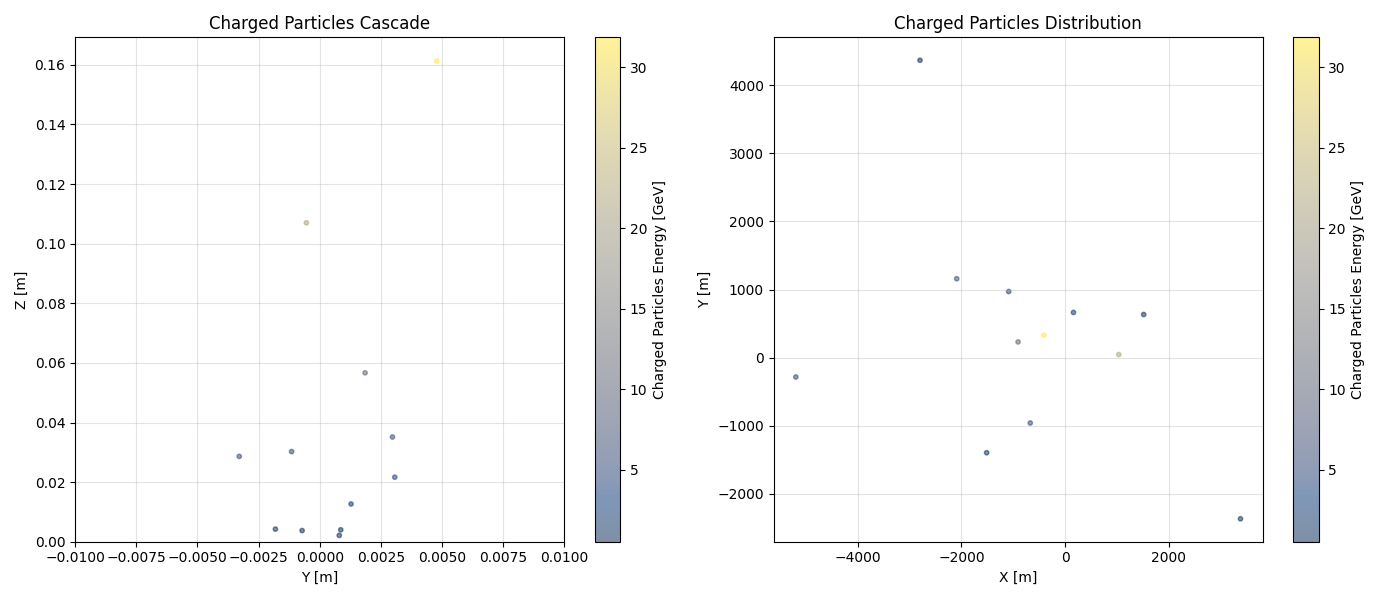 Charged Particles Cascade
0.16
0.14
0.12
0.10
0.08
0.06
0.04
0.02
0.00
Z [m]
−0.0100 −0.0075 −0.0050 −0.0025 0.0000 0.0025 0.0050 0.0075 0.0100
Y [m]
30
25
20
15
10
5
Charged Particles Energy [GeV]
Charged Particles Distribution
4000
3000
2000
1000
0
−1000
−2000
Y [m]
−4000 −2000 0 2000
X [m]
30
25
20
15
10
5
Charged Particles Energy [GeV]